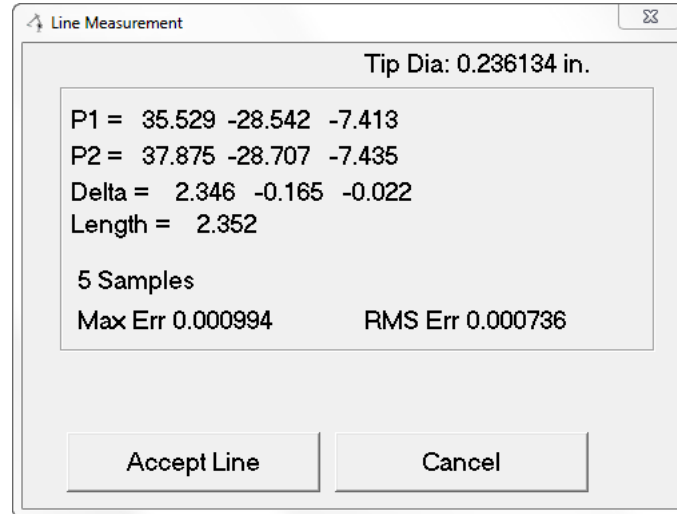 Line Measurement
Tip Dia: 0.236134 in.
P1 = 35.529 -28.542 -7.413
P2 = 37.875 -28.707 -7.435
Delta = 2.346 -0.165 -0.022
Length = 2.352
5 Samples
Max Err 0.000994 RMS Err 0.000736
Accept Line Cancel